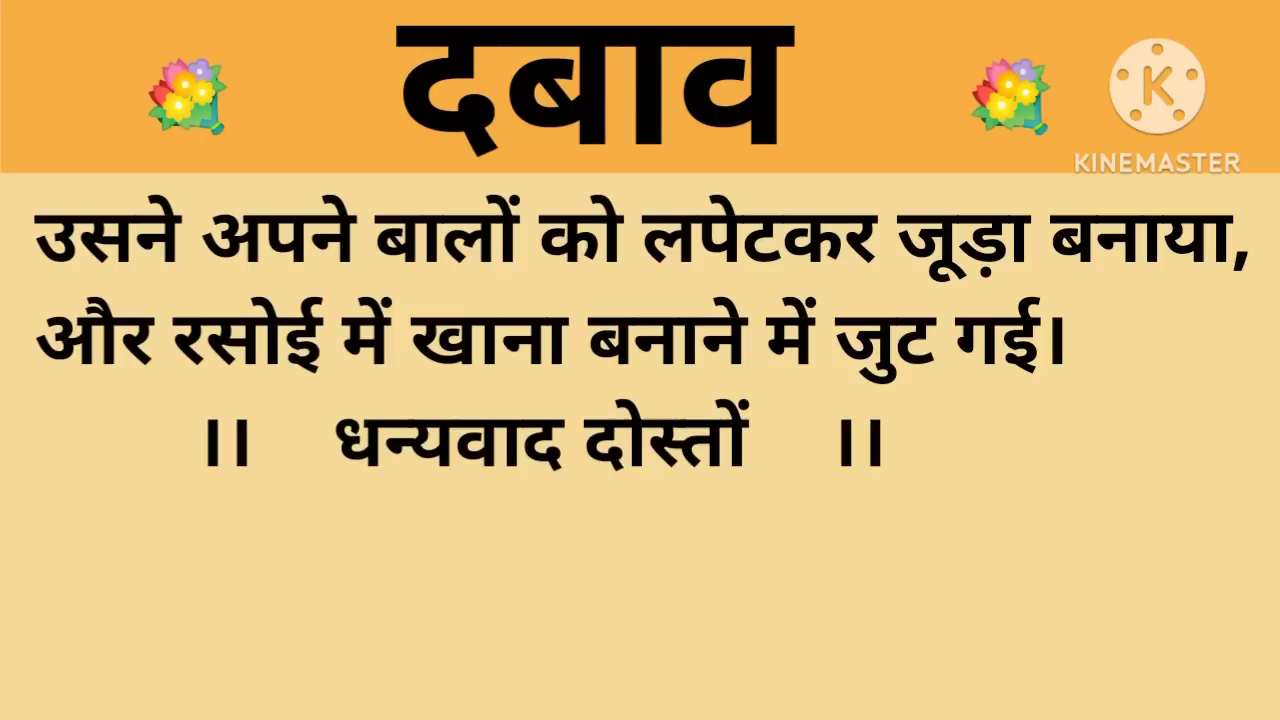 दबाव
KINEMASTER
उसने अपने बालों को लपेटकर जूड़ा बनाया,
और रसोई में खाना बनाने में जुट गई।
।। धन्यवाद दोस्तों ।।